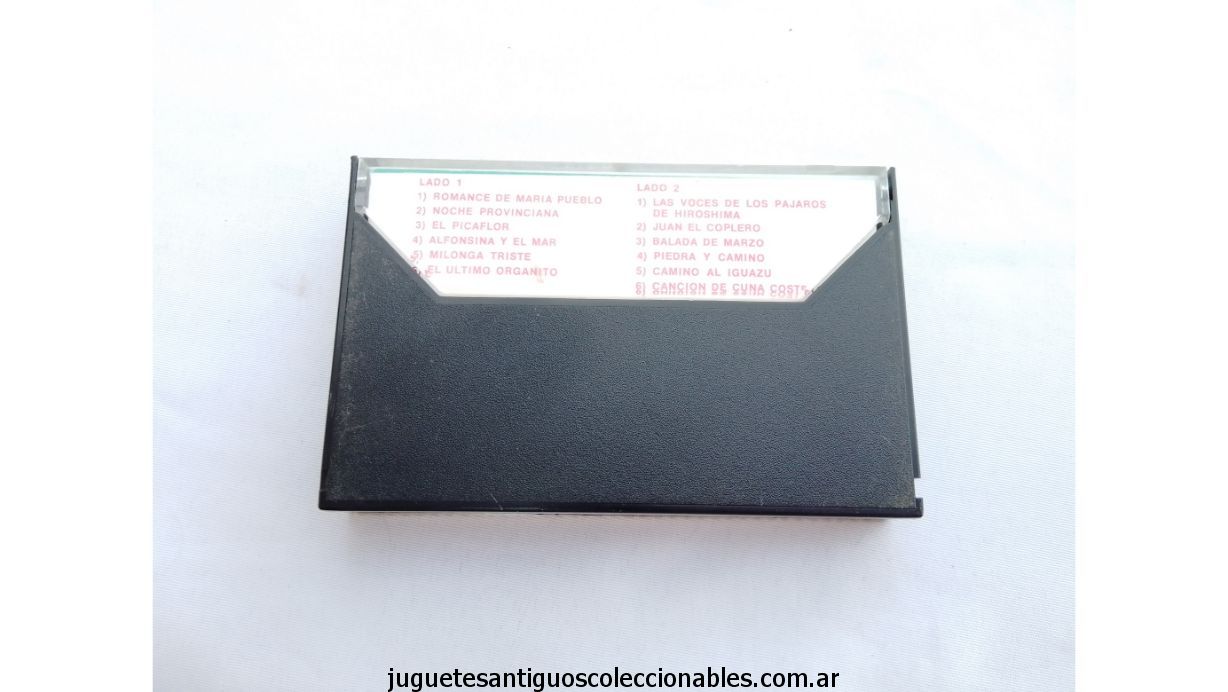 LADO 1
1) ROMANCE DE MARIA PUEBLO
2) NOCHE PROVINCIANA
3) EL PICAFLOR
4) ALFONSINA Y EL MAR
5) MILONGA TRISTE
EL ULTIMO ORGANITO
LADO 2
1) LAS VOCES DE LOS PAJAROS
DE HIROSHIMA
2) JUAN EL COPLERO
3) BALADA DE MARZO
4) PIEDRA Y CAMINO
5) CAMINO AL IGUAZU
6) CANCION DE CUNA
juguetesantiguoscoleccionables.com.ar